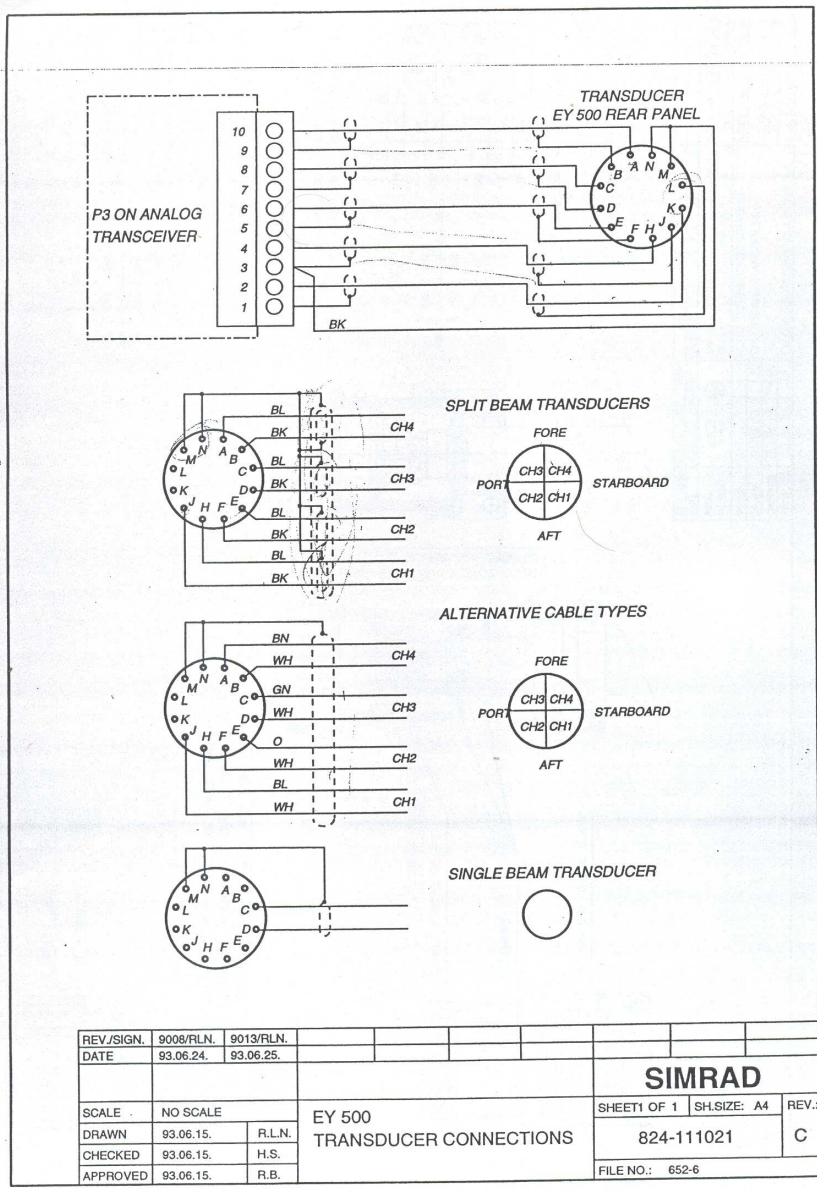 TRANSDUCER
EY 500 REAR PANEL
10
9
8
7
6
5
4
3
2
1
P3 ON ANALOG
TRANSCEIVER
A
N
B
M
C
L
D
K
E
J
F
H
BK
SPLIT BEAM TRANSDUCERS
BL
BK
CH4
BL
BK
CH3
BL
BK
CH2
BL
BK
CH1
M
N
A
B
L
C
K
D
J
H
F
E
FORE
CH3
CH4
PORT
STARBOARD
CH2
CH1
AFT
ALTERNATIVE CABLE TYPES
BN
WH
CH4
GN
WH
CH3
O
WH
CH2
BL
WH
CH1
M
N
A
B
L
C
K
D
J
H
F
E
FORE
CH3
CH4
PORT
STARBOARD
CH2
CH1
AFT
SINGLE BEAM TRANSDUCER
M
N
A
B
L
C
K
D
J
H
F
E
REV./SIGN. 9008/RLN. 9013/RLN.
DATE 93.06.24. 93.06.25.
SIMRAD
SCALE NO SCALE
DRAWN 93.06.15. R.L.N.
CHECKED 93.06.15. H.S.
APPROVED 93.06.15. R.B.
EY 500
TRANSDUCER CONNECTIONS
SHEET1 OF 1 SH.SIZE: A4 REV.:
824-111021 C
FILE NO.: 652-6